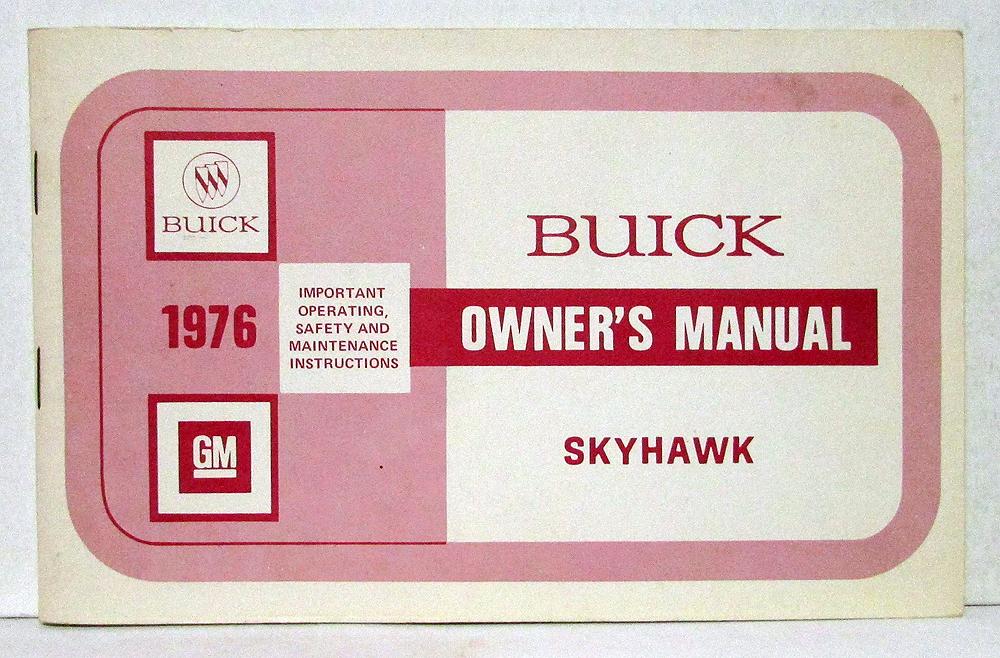 BUICK
1976
IMPORTANT
OPERATING,
SAFETY AND
MAINTENANCE
INSTRUCTIONS
GM
BUICK
OWNER'S MANUAL
SKYHAWK